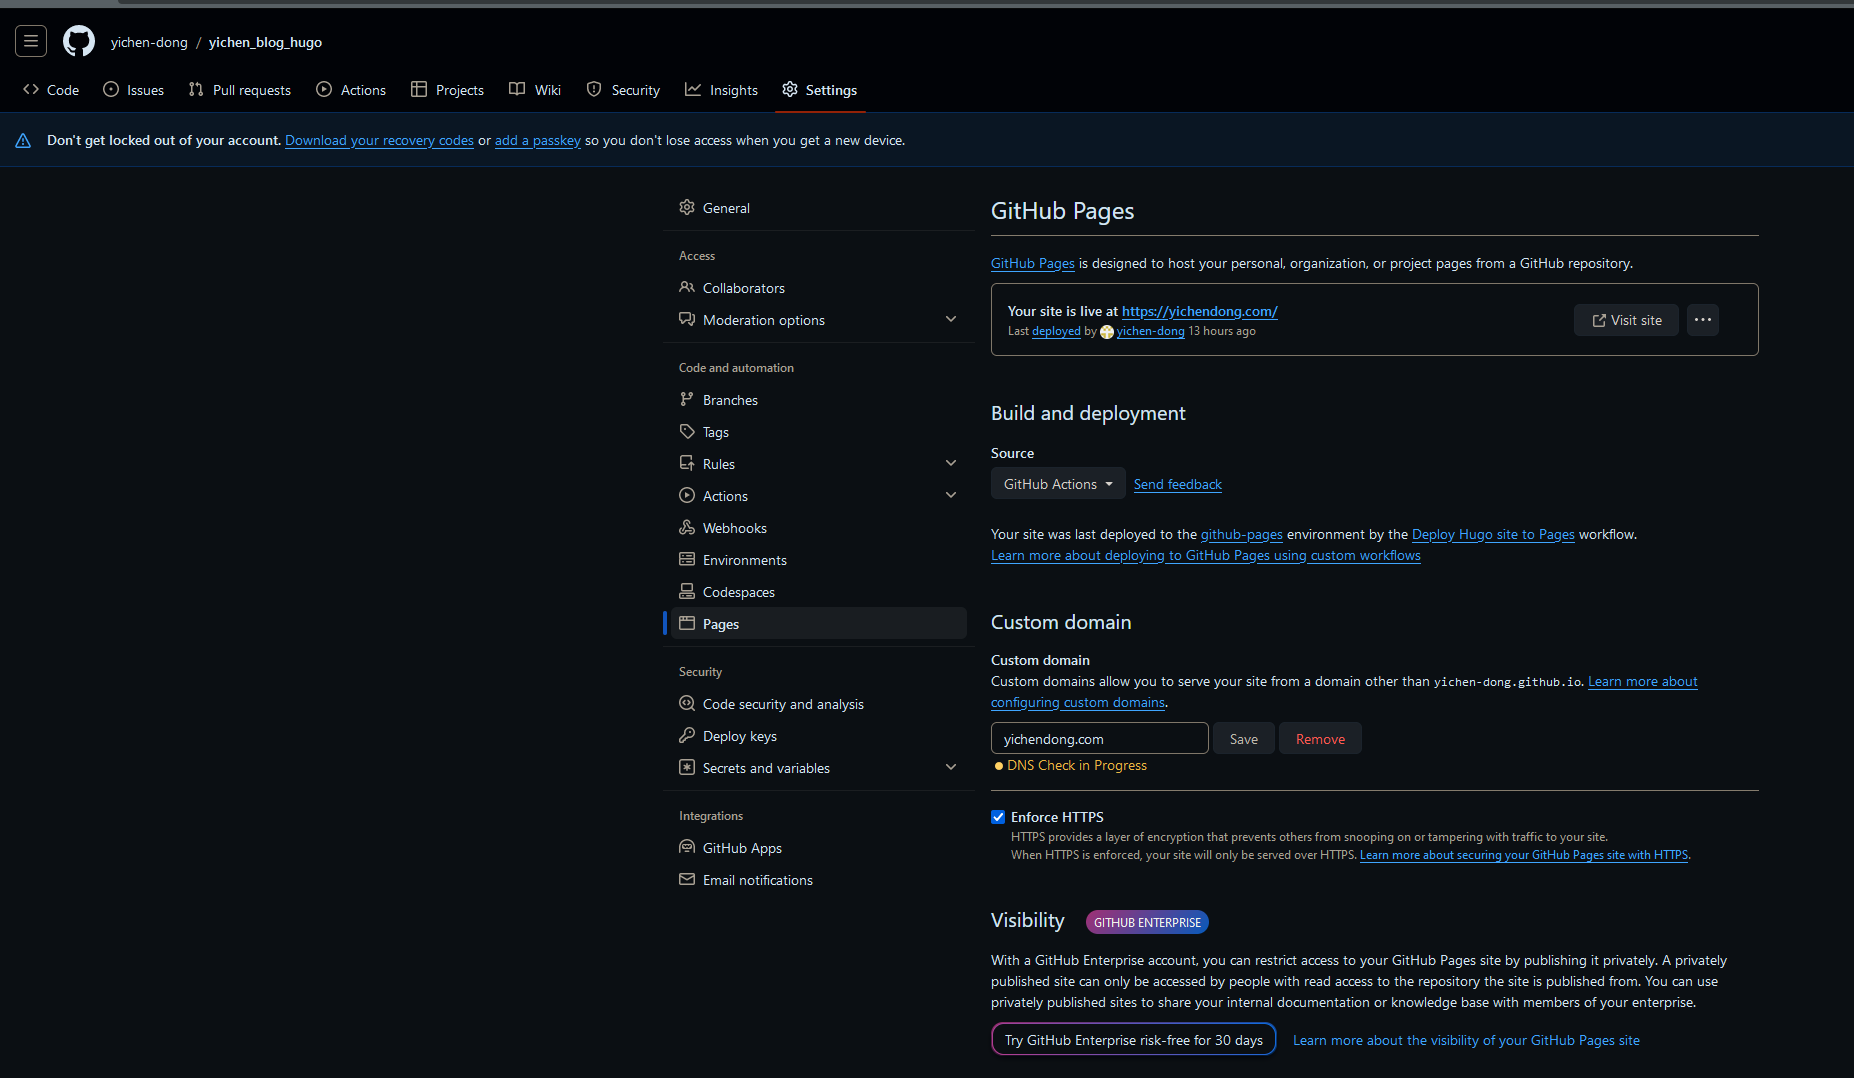 yichen-dong / yichen_blog_hugo
Code Issues Pull requests Actions Projects Wiki Security Insights Settings
Don't get locked out of your account. Download your recovery codes or add a passkey so you don't lose access when you get a new device.
General
Access
Collaborators
Moderation options
Code and automation
Branches
Tags
Rules
Actions
Webhooks
Environments
Codespaces
Pages
Security
Code security and analysis
Deploy keys
Secrets and variables
Integrations
GitHub Apps
Email notifications
GitHub Pages
GitHub Pages is designed to host your personal, organization, or project pages from a GitHub repository.
Your site is live at https://yichendong.com/
Last deployed by yichen-dong 13 hours ago
Visit site
Build and deployment
Source
GitHub Actions Send feedback
Your site was last deployed to the github-pages environment by the Deploy Hugo site to Pages workflow.
Learn more about deploying to GitHub Pages using custom workflows
Custom domain
Custom domain
Custom domains allow you to serve your site from a domain other than yichen-dong.github.io. Learn more about
configuring custom domains.
yichendong.com Save Remove
DNS Check in Progress
Enforce HTTPS
HTTPS provides a layer of encryption that prevents others from snooping on or tampering with traffic to your site.
When HTTPS is enforced, your site will only be served over HTTPS. Learn more about securing your GitHub Pages site with HTTPS.
Visibility GITHUB ENTERPRISE
With a GitHub Enterprise account, you can restrict access to your GitHub Pages site by publishing it privately. A privately
published site can only be accessed by people with read access to the repository the site is published from. You can use
privately published sites to share your internal documentation or knowledge base with members of your enterprise.
Try GitHub Enterprise risk-free for 30 days Learn more about the visibility of your GitHub Pages site